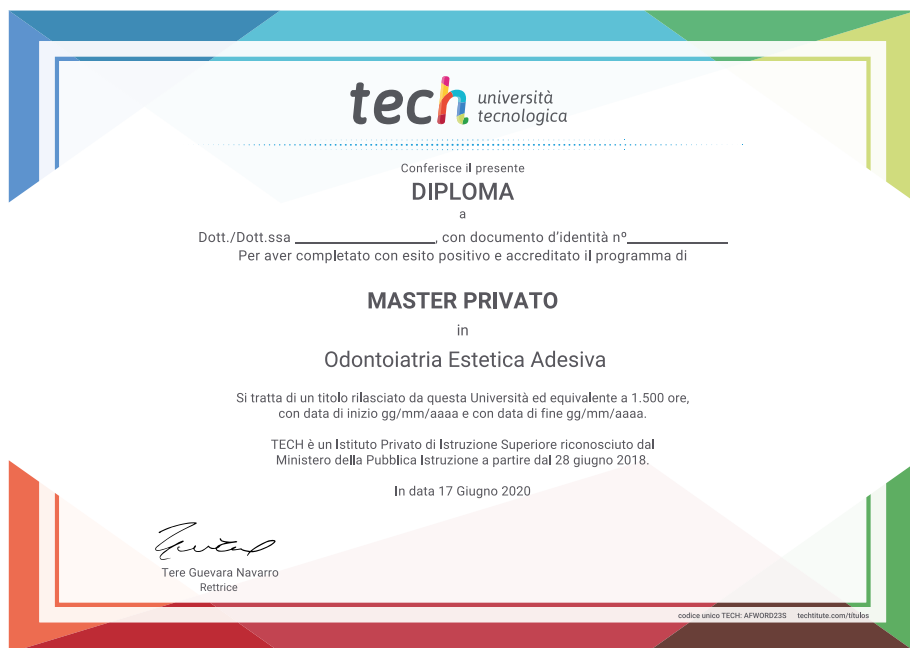 tech università
tecnologica
Conferisce il presente
DIPLOMA
a
Dott./Dott.ssa ________________, con documento d'identità nº____________
Per aver completato con esito positivo e accreditato il programma di
MASTER PRIVATO
in
Odontoiatria Estetica Adesiva
Si tratta di un titolo rilasciato da questa Università ed equivalente a 1.500 ore,
con data di inizio gg/mm/aaaa e con data di fine gg/mm/aaaa.
TECH è un Istituto Privato di Istruzione Superiore riconosciuto dal
Ministero della Pubblica Istruzione a partire dal 28 giugno 2018.
In data 17 Giugno 2020
Tere Guevara Navarro
Rettrice
codice unico TECH: AFWORD23S techtitute.com/títulos